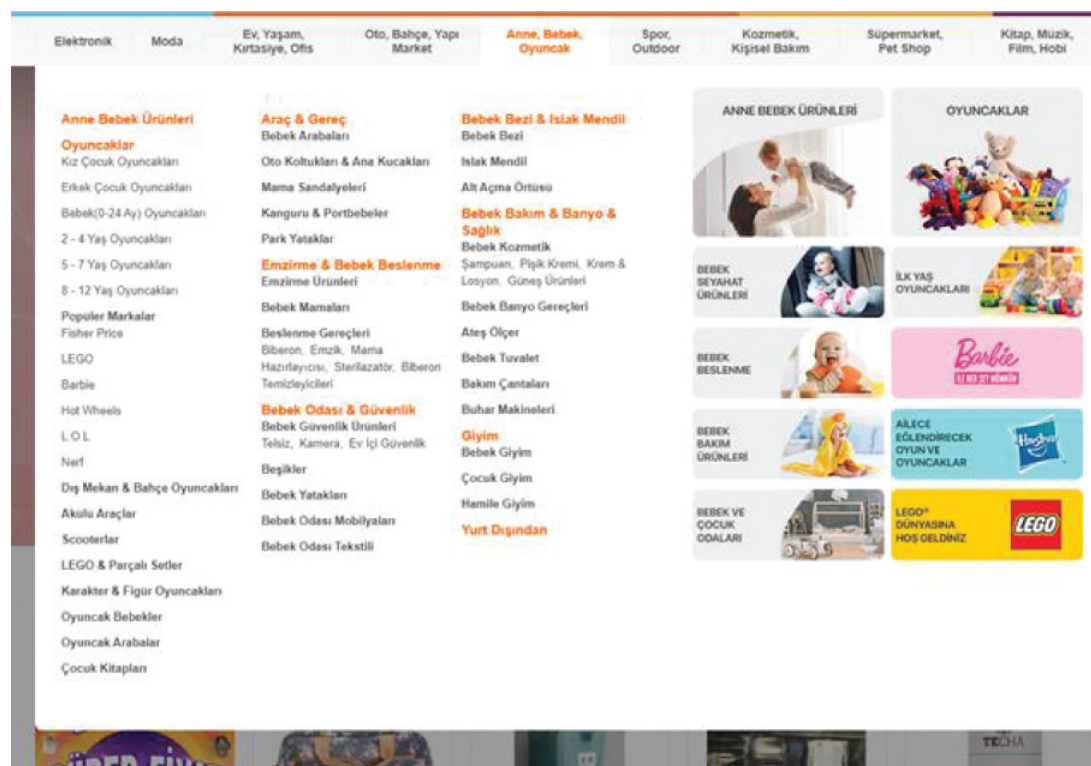 Elektronik
Moda
Ev, Yaşam,
Kırtasiye, Ofis
Oto, Bahçe, Yapı
Market
Anne, Bebek,
Oyuncak
Spor,
Outdoor
Kozmetik,
Kişisel Bakım
Süpermarket,
Pet Shop
Kitap, Müzik,
Film, Hobi
Anne Bebek Ürünleri
Oyuncaklar
Kız Çocuk Oyuncakları
Erkek Çocuk Oyuncakları
Bebek(0-24 Ay) Oyuncakları
2 - 4 Yaş Oyuncakları
5 - 7 Yaş Oyuncakları
8 - 12 Yaş Oyuncakları
Popüler Markalar
Fisher Price
LEGO
Barbie
Hot Wheels
L.O.L
Nerf
Dış Mekan & Bahçe Oyuncakları
Akülü Araçlar
Scooterlar
LEGO & Parçalı Setler
Karakter & Figür Oyuncakları
Oyuncak Bebekler
Oyuncak Arabalar
Çocuk Kitapları
Araç & Gereç
Bebek Arabaları
Oto Koltukları & Ana Kucakları
Mama Sandalyeleri
Kanguru & Portbebeler
Park Yataklar
Emzirme & Bebek Beslenme
Emzirme Ürünleri
Bebek Mamaları
Beslenme Gereçleri
Biberon, Emzik, Mama
Hazırlayıcısı, Sterilazatör, Biberon
Temizleyicileri
Bebek Odası & Güvenlik
Bebek Güvenlik Ürünleri
Telsiz, Kamera, Ev İçi Güvenlik
Beşikler
Bebek Yatakları
Bebek Odası Mobilyaları
Bebek Odası Tekstili
Bebek Bezi & Islak Mendil
Bebek Bezi
Islak Mendil
Alt Açma Örtüsü
Bebek Bakım & Banyo &
Sağlık
Bebek Kozmetik
Şampuan, Pişik Kremi, Krem &
Losyon, Güneş Ürünleri
Bebek Banyo Gereçleri
Ateş Ölçer
Bebek Tuvalet
Bakım Çantaları
Buhar Makineleri
Giyim
Bebek Giyim
Çocuk Giyim
Hamile Giyim
Yurt Dışından
ANNE BEBEK ÜRÜNLERİ
OYUNCAKLAR
BEBEK
SEYAHAT
ÜRÜNLERİ
İLK YAŞ
OYUNCAKLARI
BEBEK
BESLENME
Barbie
İLE HER ŞEY MÜMKÜN
BEBEK
BAKIM
ÜRÜNLERİ
AİLECE
EĞLENDİRECEK
OYUN VE
OYUNCAKLAR
Hasbro
BEBEK VE
ÇOCUK
ODALARI
LEGO®
DÜNYASINA
HOŞ GELDİNİZ
LEGO